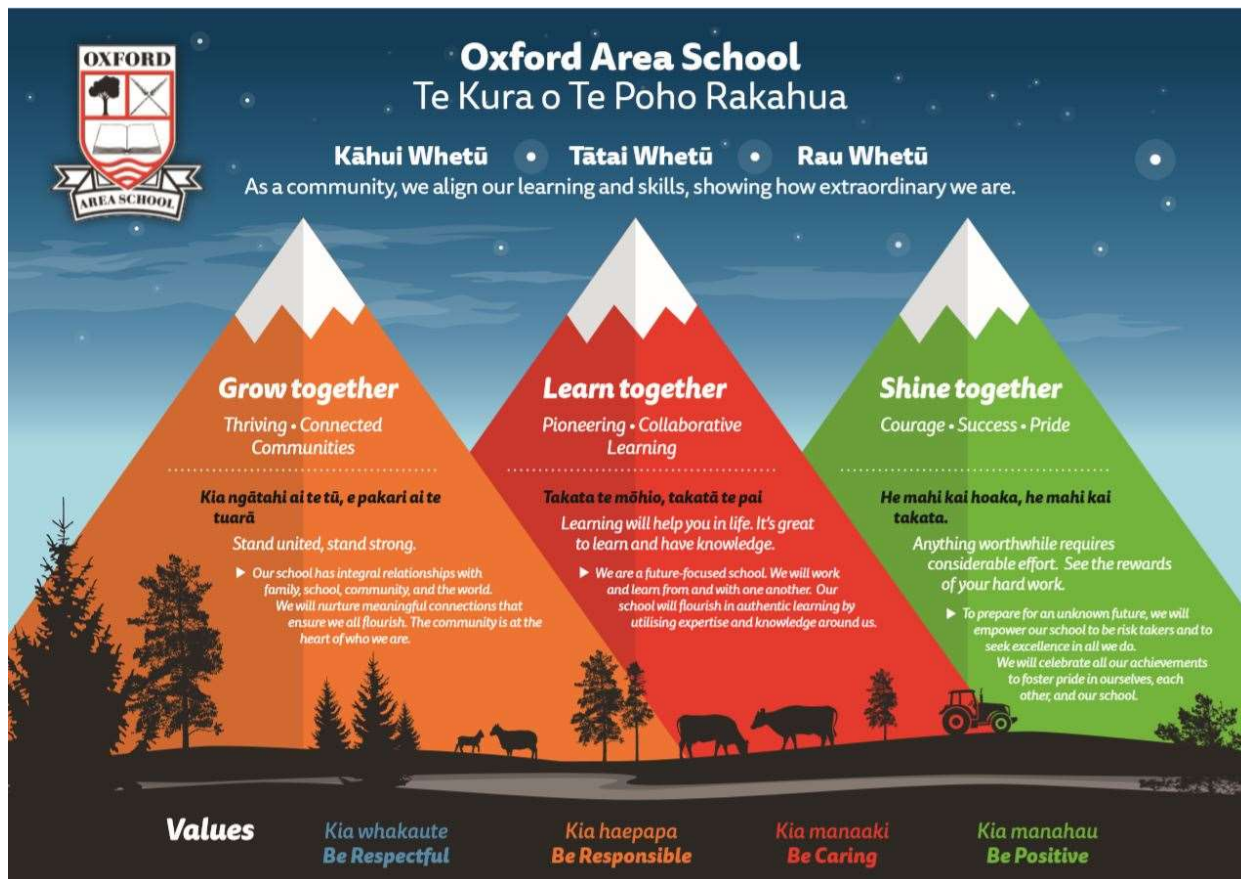 OXFORD
AREA SCHOOL
Oxford Area School
Te Kura o Te Poho Rakahua
Kāhui Whetū • Tātai Whetū • Rau Whetū
As a community, we align our learning and skills, showing how extraordinary we are.
Grow together
Thriving • Connected
Communities
Kia ngātahi ai te tū, e pakari ai te
tuarā
Stand united, stand strong.
▶ Our school has integral relationships with
family, school, community, and the world.
We will nurture meaningful connections that
ensure we all flourish. The community is at the
heart of who we are.
Learn together
Pioneering • Collaborative
Learning
Takata te mōhio, takatā te pai
Learning will help you in life. It's great
to learn and have knowledge.
▶ We are a future-focused school. We will work
and learn from and with one another. Our
school will flourish in authentic learning by
utilising expertise and knowledge around us.
Shine together
Courage • Success • Pride
He mahi kai hoaka, he mahi kai
takata.
Anything worthwhile requires
considerable effort. See the rewards
of your hard work.
▶ To prepare for an unknown future, we will
empower our school to be risk takers and to
seek excellence in all we do.
We will celebrate all our achievements
to foster pride in ourselves, each
other, and our school.
Values
Kia whakaute
Be Respectful
Kia haepapa
Be Responsible
Kia manaaki
Be Caring
Kia manahau
Be Positive